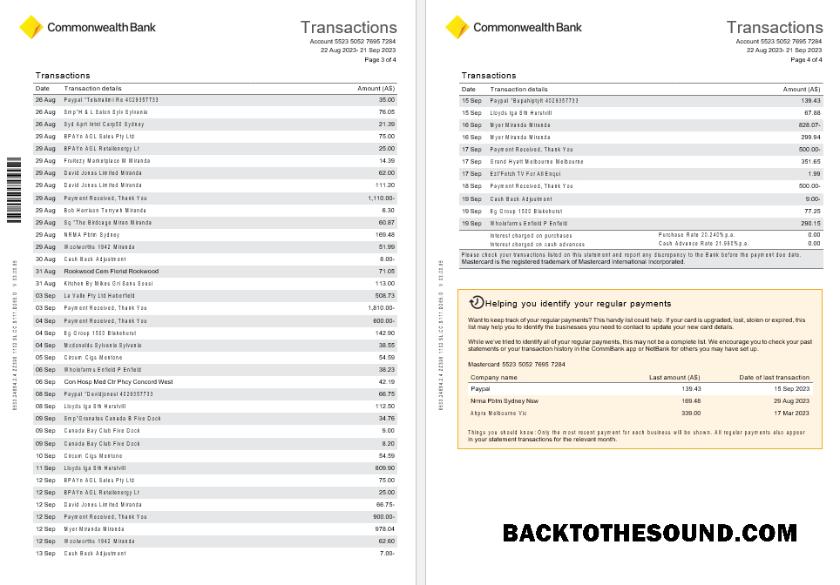 CommonwealthBank
Transactions
Account 5523 5052 7695 7284
22 Aug 2023- 21 Sep 2023
Page 3 of 4
Transactions
Date Transaction details Amount (A$)
26 Aug Paypal 4029357733 35.00
26 Aug Smp*H & L Salon Sylv Sylvania 76.05
26 Aug Syd Aprt Intel Carp50 Sydney 21.39
29 Aug BPAYn AGL Sales Pty Ltd 75.00
29 Aug BPAYn AGL Retailenergy Lt 25.00
29 Aug Fruitezy Marketplace M Miranda 14.39
29 Aug David Jones Limited Miranda 62.00
29 Aug David Jones Limited Miranda 111.20
29 Aug Payment Received, Thank You 1,110.00-
29 Aug Bob Harrison Tarrywh Miranda 6.30
29 Aug Sq *The Birdcage Miran Miranda 60.87
29 Aug NRMA Pbtm Sydney 169.48
29 Aug Woolworths 1942 Miranda 51.99
30 Aug Cash Back Adjustment 6.00-
31 Aug Rookwood Cem Florist Rookwood 71.05
31 Aug Kitchen By Mikes Gri Sans Souci 113.00
03 Sep La Valle Pty Ltd Haberfield 508.73
03 Sep Payment Received, Thank You 1,810.00-
04 Sep Payment Received, Thank You 600.00-
04 Sep Bg Group 1500 Blakehurst 142.90
04 Sep Mcdonalds Sylvania Sylvania 38.55
05 Sep Circum Cigs Mentone 54.59
06 Sep Wholefarms Enfield P Enfield 38.23
06 Sep Con Hosp Med Ctr Phcy Concord West 42.19
08 Sep Paypal *Davidjonesl 4029357733 66.75
08 Sep Lloyds Iga Sth Hurstvill 112.50
09 Sep Smp*Granatas Canada B Five Dock 34.76
09 Sep Canada Bay Club Five Dock 9.00
09 Sep Canada Bay Club Five Dock 8.20
10 Sep Circum Cigs Mentone 54.59
11 Sep Lloyds Iga Sth Hurstvill 809.90
12 Sep BPAYn AGL Sales Pty Ltd 75.00
12 Sep BPAYn AGL Retailenergy Lt 25.00
12 Sep David Jones Limited Miranda 66.75-
12 Sep Payment Received, Thank You 900.00-
12 Sep Myer Miranda Miranda 978.04
12 Sep Woolworths 1942 Miranda 62.60
13 Sep Cash Back Adjustment 7.00-
CommonwealthBank
Transactions
Account 5523 5052 7695 7284
22 Aug 2023- 21 Sep 2023
Page 4 of 4
Transactions
Date Transaction details Amount (A$)
15 Sep Paypal 4029357733 139.43
15 Sep Lloyds Iga Sth Hurstvill 67.88
16 Sep Myer Miranda Miranda 828.07-
16 Sep Myer Miranda Miranda 299.94
17 Sep Payment Received, Thank You 500.00-
17 Sep Grand Hyatt Melbourne Melbourne 351.65
17 Sep Ezi*Fetch TV For All Enqui 1.99
18 Sep Payment Received, Thank You 500.00-
19 Sep Cash Back Adjustment 9.00-
19 Sep Bg Group 1500 Blakehurst 77.25
19 Sep Wholefarms Enfield P Enfield 290.15
Interest charged on purchases Purchase Rate 20.240%p.a. 0.00
Interest charged on cash advances Cash Advance Rate 21.990%p.a. 0.00
Please check your transactions listed on this statement and report any discrepancy to the Bank before the payment due date.
Mastercard is the registered trademark of Mastercard International Incorporated.
Helping you identify your regular payments
Want to keep track of your regular payments? This handy list could help. If your card is upgraded, lost, stolen or expired, this
list may help you to identify the businesses you need to contact to update your new card details.
While we've tried to identify all of your regular payments, this may not be a complete list. We encourage you to check your past
statements or your transaction history in the CommBank app or NetBank for others you may have set up.
Mastercard 5523 5052 7695 7284
Company name Last amount (A$) Date of last transaction
Paypal 139.43 15 Sep 2023
Nrma Pbtm Sydney Nsw 169.48 29 Aug 2023
Ahpra Melbourne Vic 339.00 17 Mar 2023
Things you should know: Only the most recent payment for each business will be shown. All regular payments also appear
in your statement transactions for the relevant month.
BACKTOTHESOUND.COM